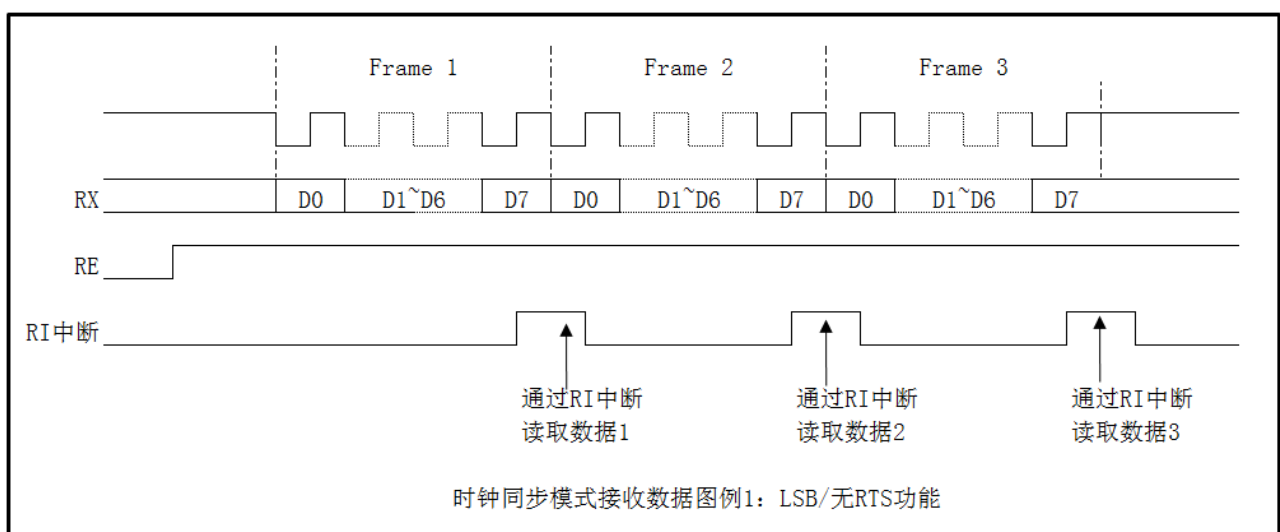 Frame 1 Frame 2 Frame 3
RX D0 D1~D6 D7 D0 D1~D6 D7 D0 D1~D6 D7
RE
RI中断
通过RI中断 通过RI中断 通过RI中断
读取数据1 读取数据2 读取数据3
时钟同步模式接收数据图例1: LSB/无RTS功能